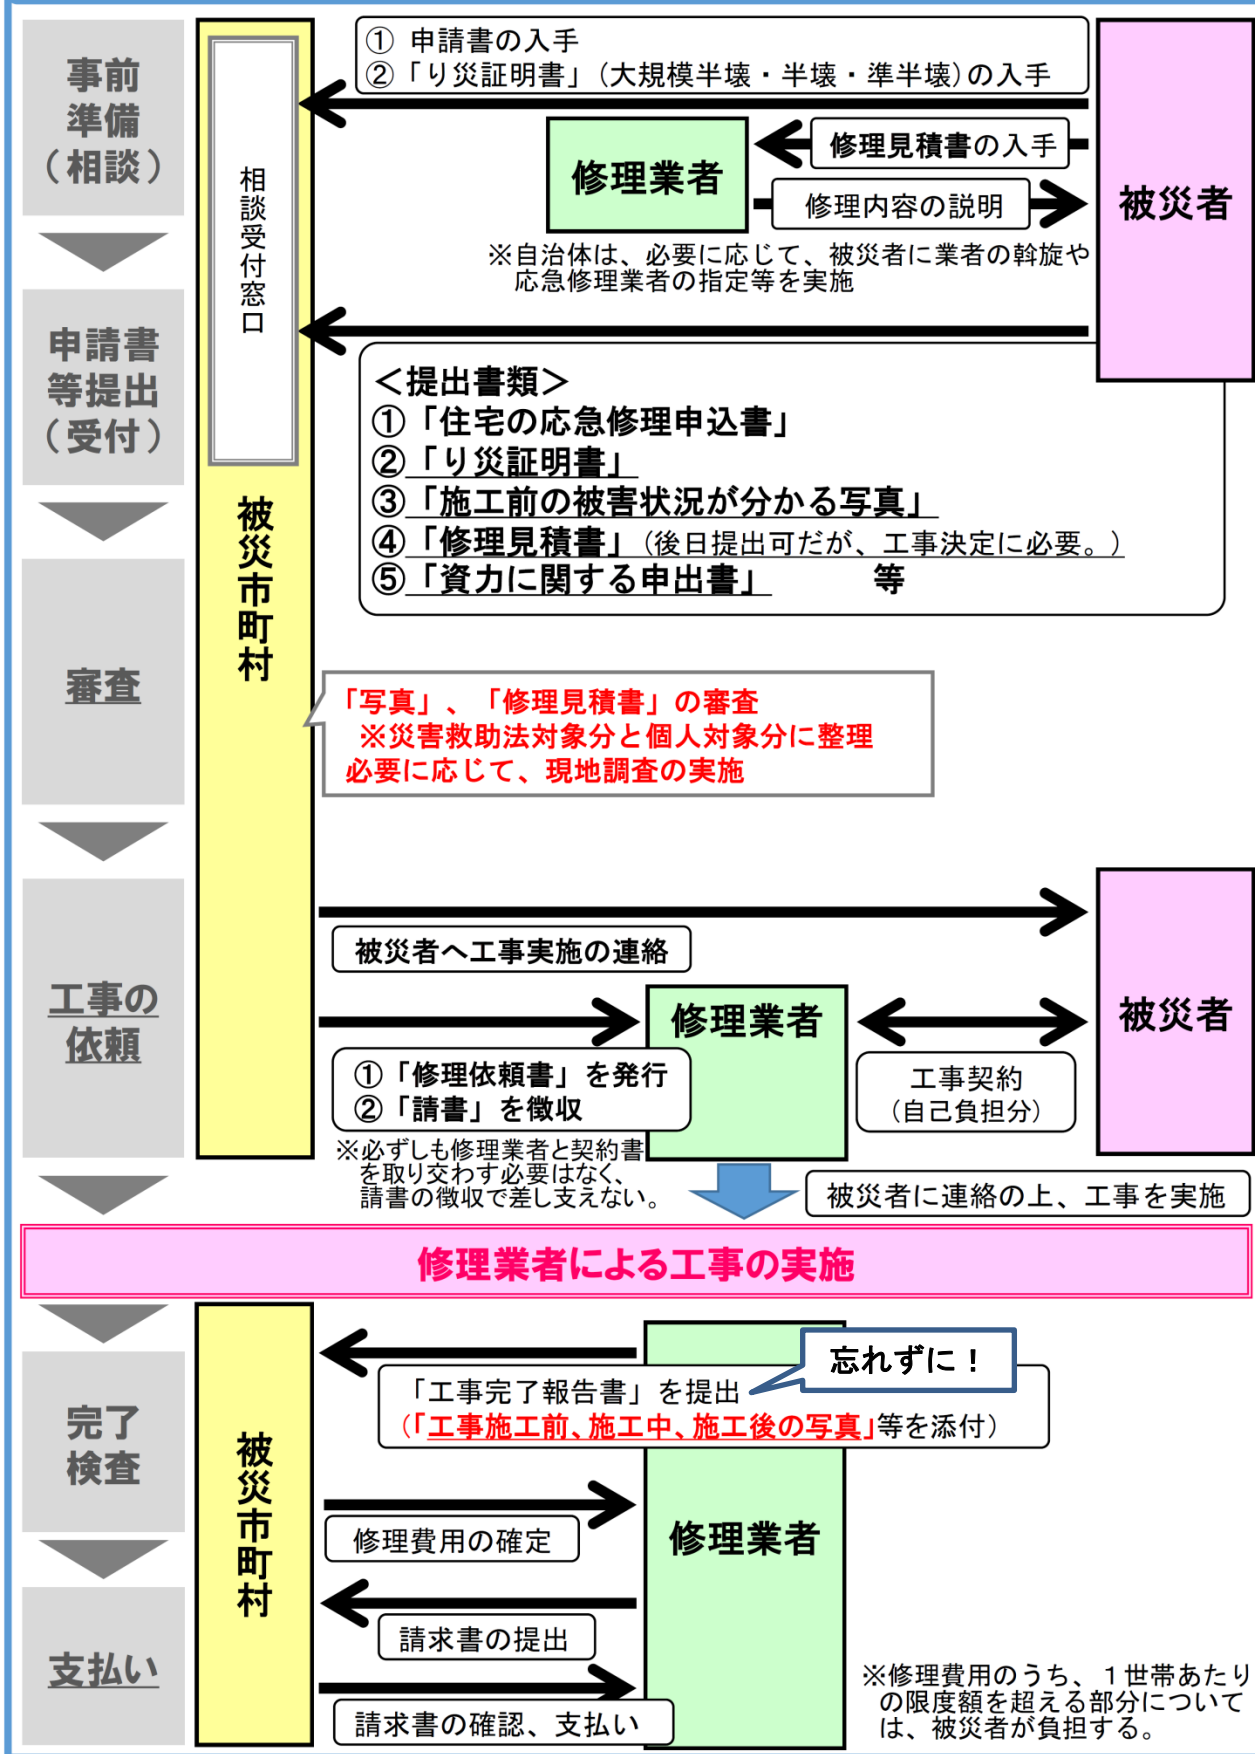 事前
準備
（相談）
申請書
等提出
（受付）
審査
工事の
依頼
相談受付窓口
被災市町村
① 申請書の入手
②「り災証明書」（大規模半壊・半壊・準半壊）の入手
修理業者
修理見積書の入手
修理内容の説明
被災者
※自治体は、必要に応じて、被災者に業者の斡旋や
応急修理業者の指定等を実施
＜提出書類＞
①「住宅の応急修理申込書」
②「り災証明書」
③「施工前の被害状況が分かる写真」
④「修理見積書」（後日提出可だが、工事決定に必要。）
⑤「資力に関する申出書」　　等
「写真」、「修理見積書」の審査
※災害救助法対象分と個人対象分に整理
必要に応じて、現地調査の実施
被災者へ工事実施の連絡
修理業者
被災者
①「修理依頼書」を発行
②「請書」を徴収
工事契約
（自己負担分）
※必ずしも修理業者と契約書
を取り交わす必要はなく、
請書の徴収で差し支えない。
被災者に連絡の上、工事を実施
修理業者による工事の実施
完了
検査
支払い
被災市町村
忘れずに！
「工事完了報告書」を提出
（「工事施工前、施工中、施工後の写真」等を添付）
修理費用の確定
修理業者
請求書の提出
請求書の確認、支払い
※修理費用のうち、１世帯あたり
の限度額を超える部分について
は、被災者が負担する。